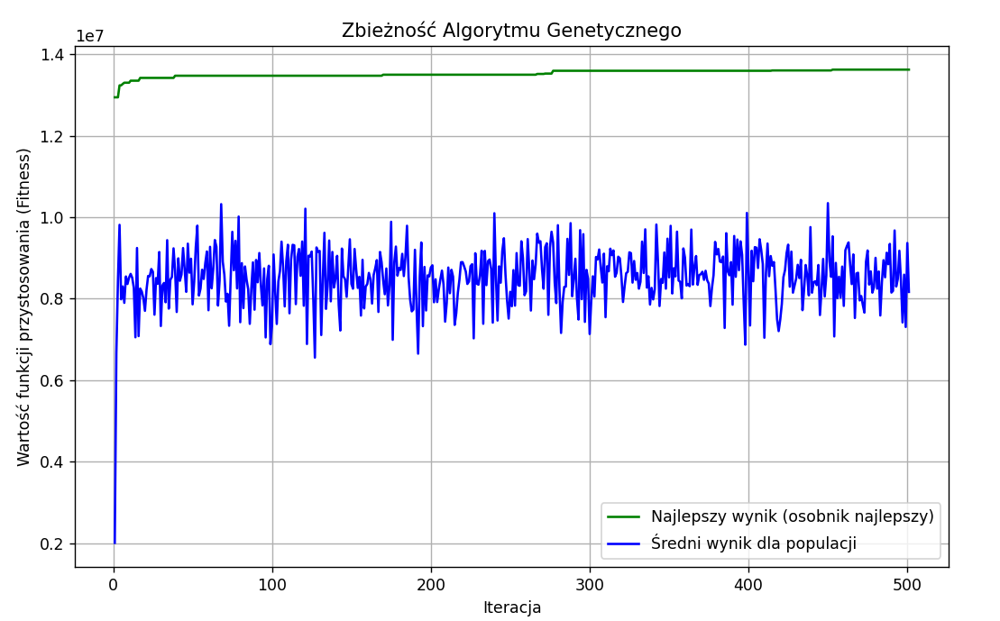 Zbieżność Algorytmu Genetycznego
1e7
1.4
1.2
1.0
0.8
0.6
0.4
0.2
Wartość funkcji przystosowania (Fitness)
Najlepszy wynik (osobnik najlepszy)
Średni wynik dla populacji
0 100 200 300 400 500
Iteracja